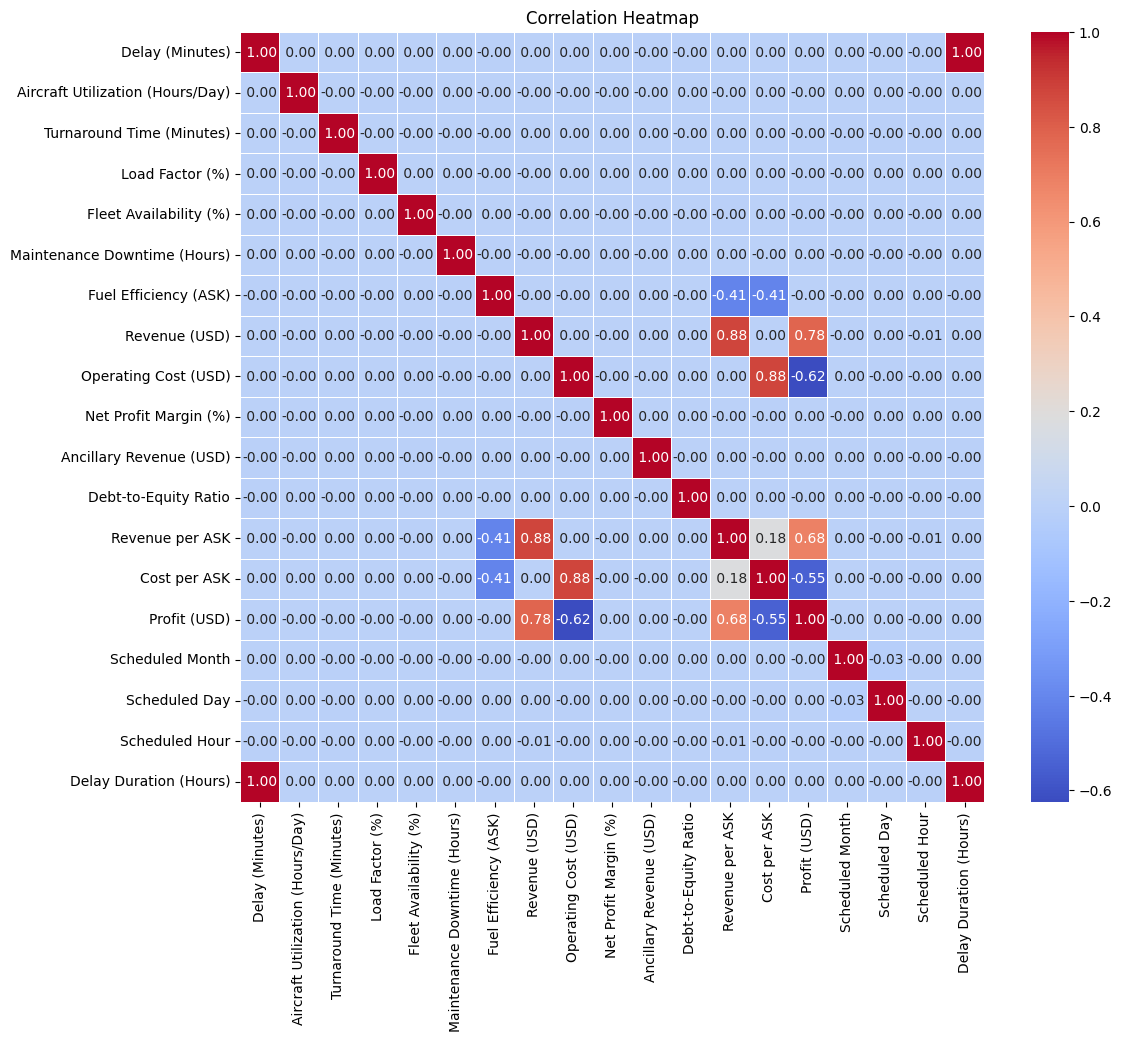 Correlation Heatmap
Delay (Minutes) 1.00 0.00 0.00 0.00 0.00 0.00 -0.00 0.00 0.00 0.00 -0.00 -0.00 0.00 0.00 0.00 0.00 -0.00 -0.00 1.00
Aircraft Utilization (Hours/Day) 0.00 1.00 -0.00 -0.00 -0.00 -0.00 -0.00 0.00 0.00 0.00 -0.00 -0.00 0.00 0.00 0.00 -0.00 0.00 -0.00 0.00
Turnaround Time (Minutes) 0.00 -0.00 1.00 -0.00 -0.00 -0.00 -0.00 0.00 0.00 0.00 0.00 -0.00 0.00 0.00 0.00 -0.00 0.00 -0.00 0.00
Load Factor (%) 0.00 -0.00 -0.00 1.00 0.00 -0.00 0.00 -0.00 -0.00 0.00 0.00 -0.00 -0.00 -0.00 0.00 -0.00 0.00 0.00 0.00
Fleet Availability (%) 0.00 -0.00 -0.00 0.00 1.00 -0.00 0.00 -0.00 0.00 -0.00 0.00 -0.00 -0.00 0.00 -0.00 -0.00 -0.00 -0.00 0.00
Maintenance Downtime (Hours) 0.00 -0.00 -0.00 -0.00 -0.00 1.00 -0.00 -0.00 -0.00 0.00 -0.00 -0.00 0.00 -0.00 0.00 0.00 -0.00 0.00 0.00
Fuel Efficiency (ASK) -0.00 -0.00 -0.00 0.00 0.00 -0.00 1.00 -0.00 -0.00 0.00 0.00 -0.00 -0.41 -0.41 -0.00 -0.00 0.00 0.00 -0.00
Revenue (USD) 0.00 0.00 0.00 -0.00 -0.00 -0.00 -0.00 1.00 0.00 0.00 -0.00 0.00 0.88 0.00 0.78 -0.00 0.00 -0.01 0.00
Operating Cost (USD) 0.00 0.00 0.00 -0.00 0.00 -0.00 -0.00 0.00 1.00 -0.00 -0.00 0.00 0.00 0.88 -0.62 0.00 -0.00 -0.00 0.00
Net Profit Margin (%) 0.00 0.00 0.00 0.00 -0.00 0.00 0.00 0.00 -0.00 1.00 0.00 0.00 0.00 -0.00 0.00 -0.00 0.00 -0.00 0.00
Ancillary Revenue (USD) -0.00 -0.00 0.00 0.00 0.00 -0.00 0.00 -0.00 -0.00 0.00 1.00 -0.00 -0.00 -0.00 0.00 0.00 0.00 0.00 -0.00
Debt-to-Equity Ratio -0.00 -0.00 -0.00 -0.00 -0.00 -0.00 -0.00 0.00 0.00 0.00 -0.00 1.00 0.00 0.00 0.00 -0.00 -0.00 -0.00 -0.00
Revenue per ASK 0.00 0.00 0.00 -0.00 -0.00 0.00 -0.41 0.88 0.00 0.00 -0.00 0.00 1.00 0.18 0.68 0.00 0.00 -0.01 0.00
Cost per ASK 0.00 0.00 0.00 -0.00 0.00 -0.00 -0.41 0.00 0.88 -0.00 -0.00 0.00 0.18 1.00 -0.55 0.00 -0.00 -0.00 0.00
Profit (USD) 0.00 0.00 0.00 0.00 -0.00 0.00 -0.00 0.78 -0.62 0.00 0.00 0.00 0.68 -0.55 1.00 -0.00 0.00 -0.00 0.00
Scheduled Month 0.00 -0.00 -0.00 -0.00 -0.00 0.00 -0.00 -0.00 0.00 -0.00 0.00 -0.00 0.00 0.00 -0.00 1.00 -0.03 -0.00 0.00
Scheduled Day -0.00 0.00 0.00 0.00 -0.00 -0.00 0.00 0.00 -0.00 0.00 0.00 -0.00 0.00 -0.00 0.00 -0.03 1.00 -0.00 -0.00
Scheduled Hour -0.00 -0.00 -0.00 0.00 -0.00 0.00 0.00 -0.01 -0.00 -0.00 0.00 -0.00 -0.01 -0.00 -0.00 -0.00 -0.00 1.00 -0.00
Delay Duration (Hours) 1.00 0.00 0.00 0.00 0.00 0.00 -0.00 0.00 0.00 0.00 -0.00 -0.00 0.00 0.00 0.00 0.00 -0.00 -0.00 1.00
Delay (Minutes)
Aircraft Utilization (Hours/Day)
Turnaround Time (Minutes)
Load Factor (%)
Fleet Availability (%)
Maintenance Downtime (Hours)
Fuel Efficiency (ASK)
Revenue (USD)
Operating Cost (USD)
Net Profit Margin (%)
Ancillary Revenue (USD)
Debt-to-Equity Ratio
Revenue per ASK
Cost per ASK
Profit (USD)
Scheduled Month
Scheduled Day
Scheduled Hour
Delay Duration (Hours)
1.0
0.8
0.6
0.4
0.2
0.0
−0.2
−0.4
−0.6